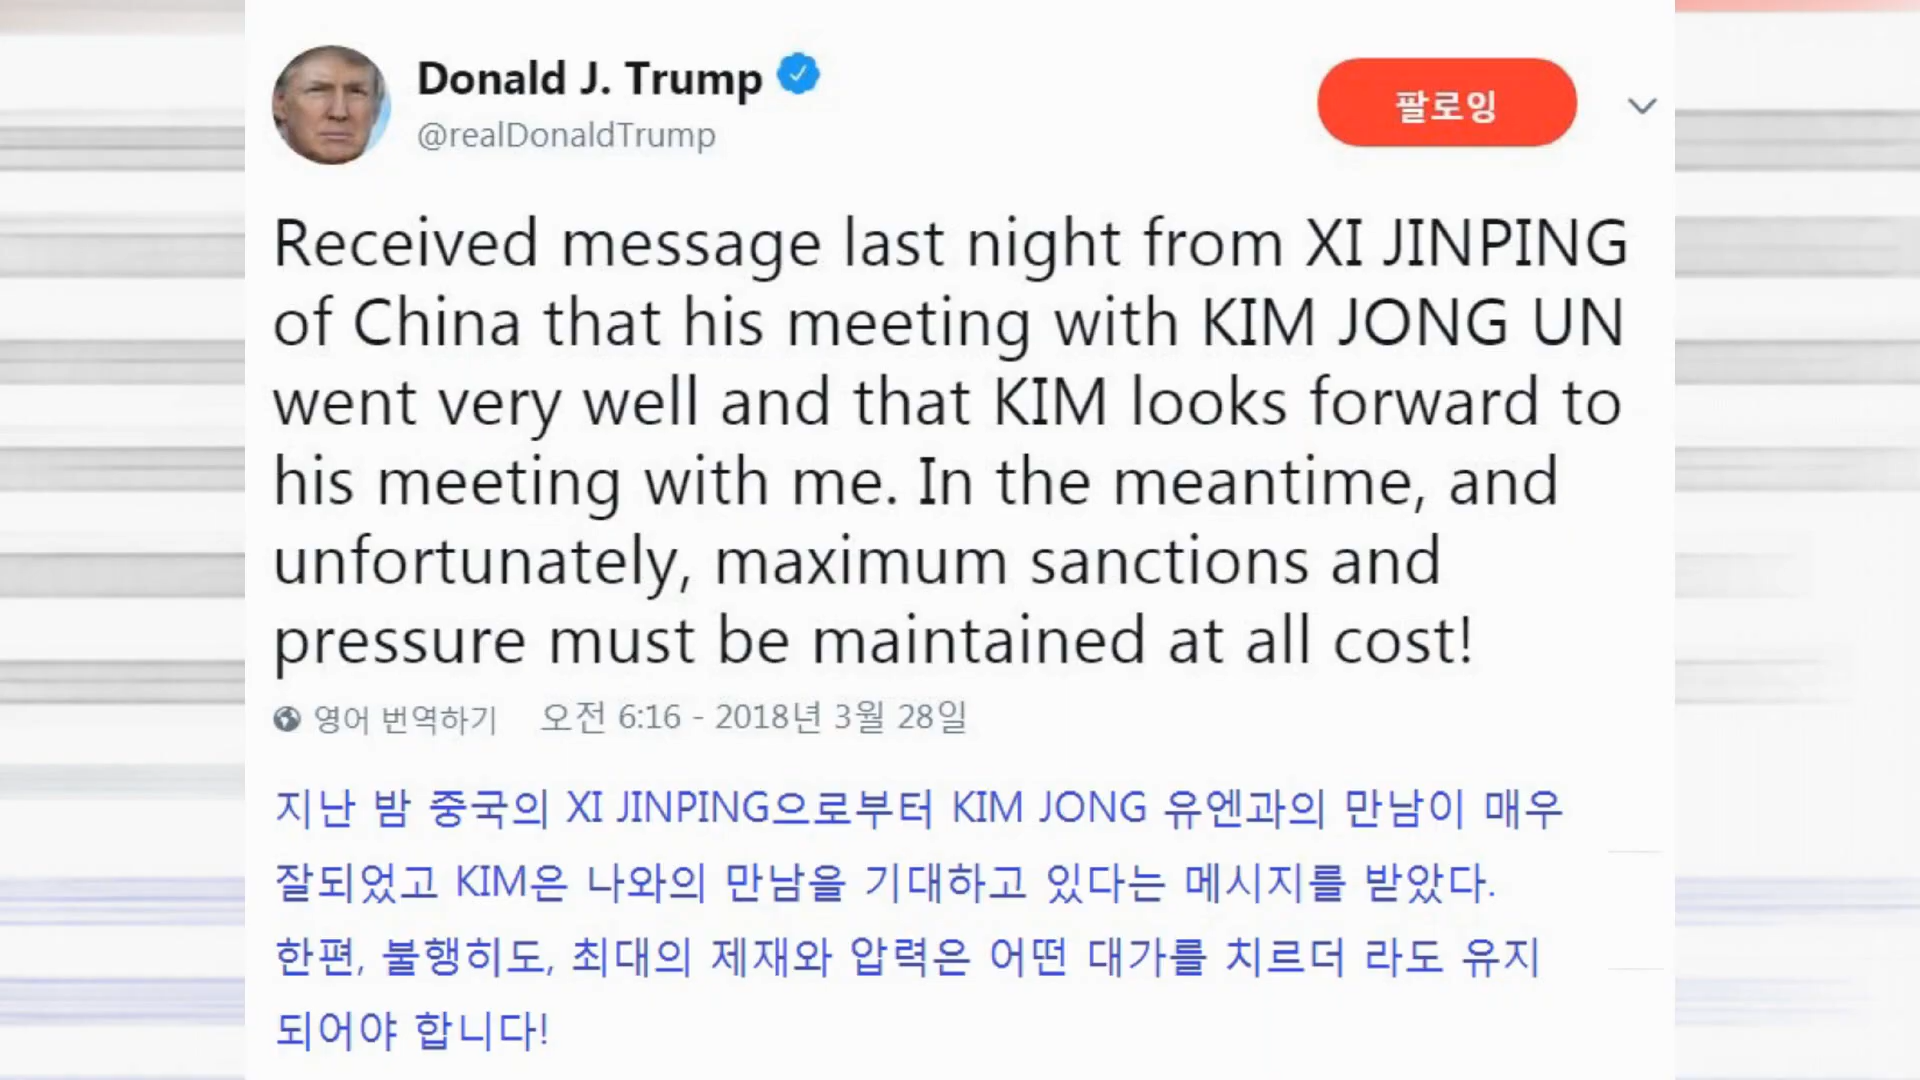 Donald J. Trump
@realDonaldTrump
팔로잉
Received message last night from XI JINPING
of China that his meeting with KIM JONG UN
went very well and that KIM looks forward to
his meeting with me. In the meantime, and
unfortunately, maximum sanctions and
pressure must be maintained at all cost!
영어 번역하기 오전 6:16 - 2018년 3월 28일
지난 밤 중국의 XI JINPING으로부터 KIM JONG 유엔과의 만남이 매우
잘되었고 KIM은 나와의 만남을 기대하고 있다는 메시지를 받았다.
한편, 불행히도, 최대의 제재와 압력은 어떤 대가를 치르더 라도 유지
되어야 합니다!